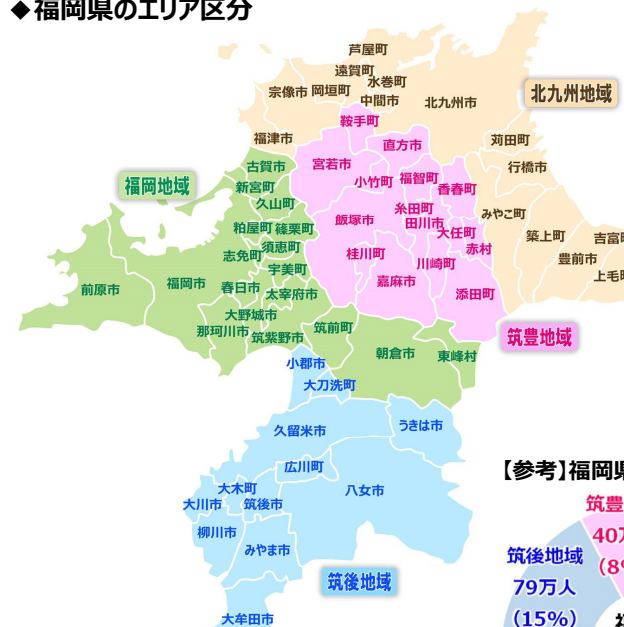 ◆福岡県のエリア区分
芦屋町
遠賀町
水巻町
宗像市
岡垣町
中間市
北九州市
北九州地域
鞍手町
福津市
直方市
苅田町
古賀市
宮若市
行橋市
福岡地域
新宮町
小竹町
福智町
香春町
久山町
糸田町
みやこ町
飯塚市
田川市
粕屋町
篠栗町
大任町
築上町
須恵町
赤村
志免町
桂川町
豊前市
宇美町
川崎町
前原市
福岡市
春日市
嘉麻市
太宰府市
添田町
大野城市
那珂川市
筑紫野市
筑前町
筑豊地域
朝倉市
東峰村
小郡市
大刀洗町
久留米市
うきは市
広川町
【参考】福岡県
大木町
八女市
大川市
筑後市
筑豊
柳川市
みやま市
筑後地域
79万人
(15%)
40万
(8%
筑後地域
大牟田市